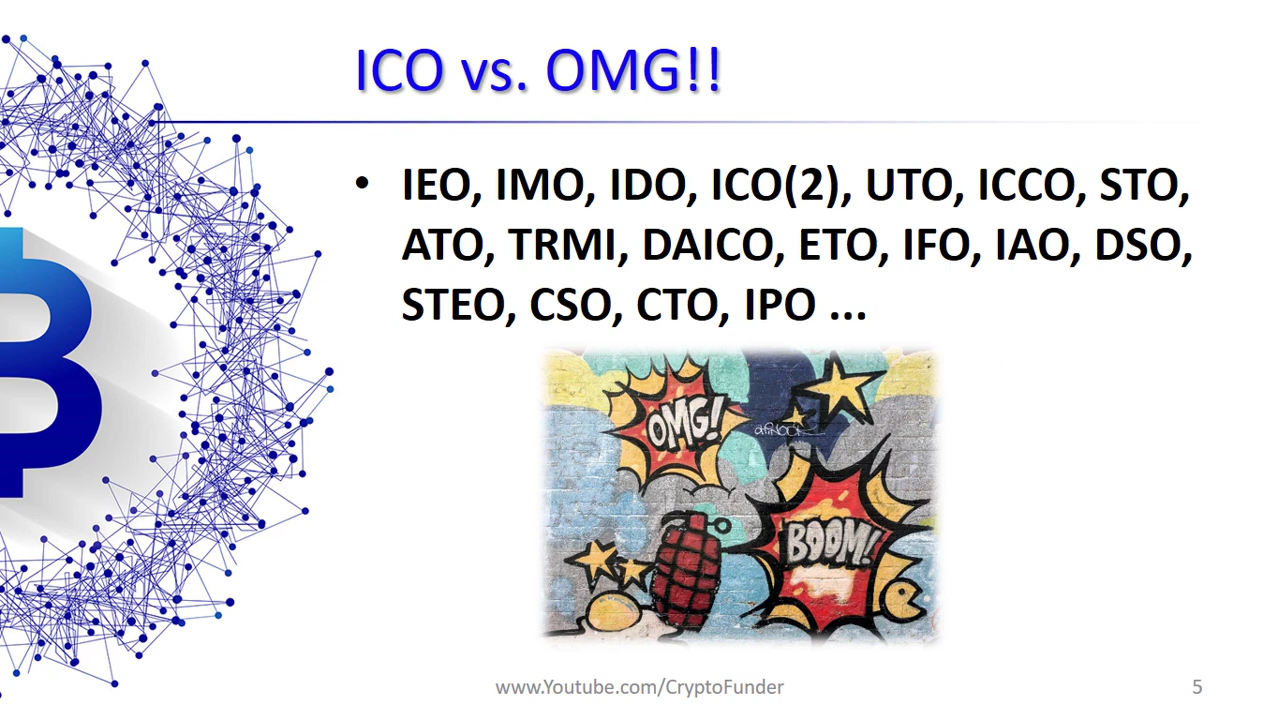 ICO vs. OMG!!
• IEO, IMO, IDO, ICO(2), UTO, ICCO, STO,
ATO, TRMI, DAICO, ETO, IFO, IAO, DSO,
STEO, CSO, CTO, IPO ...
OMG!
BOOM!
www.Youtube.com/CryptoFunder
5